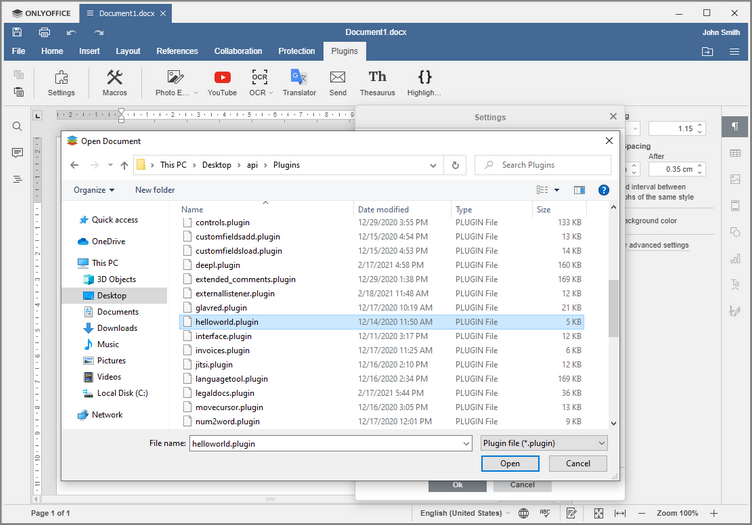 ONLYOFFICE
Document1.docx
Document1.docx
John Smith
File Home Insert Layout References Collaboration Protection Plugins
Settings Macros Photo E... YouTube OCR OCR Translator Send Th Thesaurus {} Highligh...
Settings
1.15
Spacing
After
0.35 cm
d interval between
phs of the same style
ackground color
e advanced settings
Open Document
This PC > Desktop > api > Plugins
Search Plugins
Organize New folder
Name Date modified Type Size
controls.plugin 12/29/2020 3:55 PM PLUGIN File 133 KB
customfieldsadd.plugin 12/15/2020 4:54 PM PLUGIN File 13 KB
customfieldsload.plugin 12/15/2020 4:53 PM PLUGIN File 14 KB
deepl.plugin 2/17/2021 4:58 PM PLUGIN File 160 KB
extended_comments.plugin 12/29/2020 1:38 PM PLUGIN File 169 KB
externallistener.plugin 2/18/2021 11:48 AM PLUGIN File 12 KB
glavred.plugin 12/17/2020 10:19 AM PLUGIN File 21 KB
helloworld.plugin 12/14/2020 11:50 AM PLUGIN File 5 KB
interface.plugin 12/11/2020 3:17 PM PLUGIN File 12 KB
invoices.plugin 12/17/2020 11:25 AM PLUGIN File 6 KB
jitsi.plugin 12/16/2020 2:10 PM PLUGIN File 12 KB
languagetool.plugin 12/16/2020 2:34 PM PLUGIN File 169 KB
legaldocs.plugin 2/17/2021 5:44 PM PLUGIN File 36 KB
movecursor.plugin 12/16/2020 3:05 PM PLUGIN File 13 KB
num2word.plugin 12/17/2020 12:01 PM PLUGIN File 9 KB
Quick access
OneDrive
This PC
3D Objects
Desktop
Documents
Downloads
Music
Pictures
Videos
Local Disk (C:)
Network
File name: helloworld.plugin Plugin file (*.plugin)
Open Cancel
Ok Cancel
Page 1 of 1 English (United States) Zoom 100%